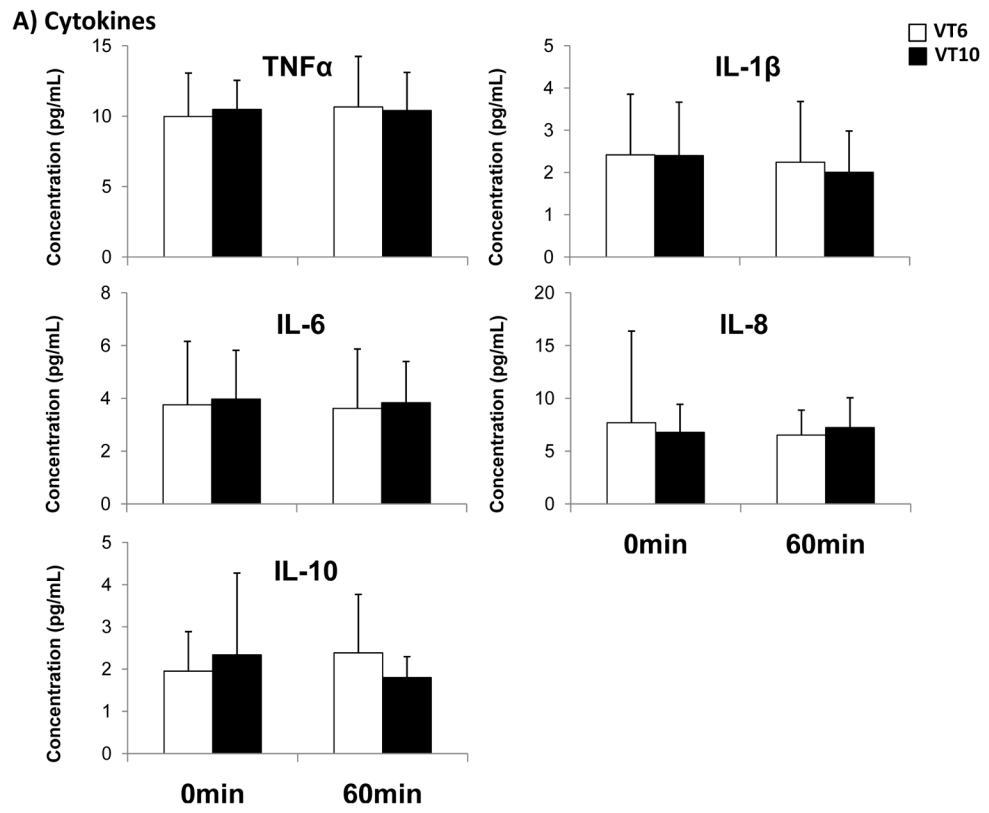 A) Cytokines
VT6
VT10
TNFα
Concentration (pg/mL)
15
10
5
0
IL-1β
Concentration (pg/mL)
5
4
3
2
1
0
IL-6
Concentration (pg/mL)
8
6
4
2
0
IL-8
Concentration (pg/mL)
20
15
10
5
0
0min 60min
IL-10
Concentration (pg/mL)
5
4
3
2
1
0
0min 60min